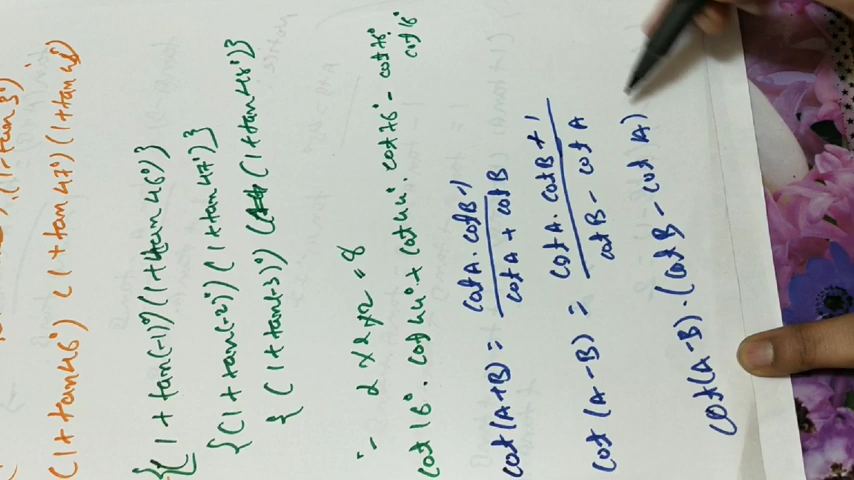 (1+tan3°)
(1+tan46°) (1+tan47°) (1+tan48°)
{(1+tan(-1)°)(1+tan46°)}
{(1+tan(-2)°)(1+tan47°)}
{(1+tan(-3)°) (1+tan48°)}
= 2×2×2=8
cot16°.cot44°+cot44°.cot76°-cot76° cot16°
cot(A+B) = cotA.cotB-1 / cotA+cotB
cot(A-B) = cotA.cotB+1 / cotB-cotA
cot(A-B).(cotB-cotA)